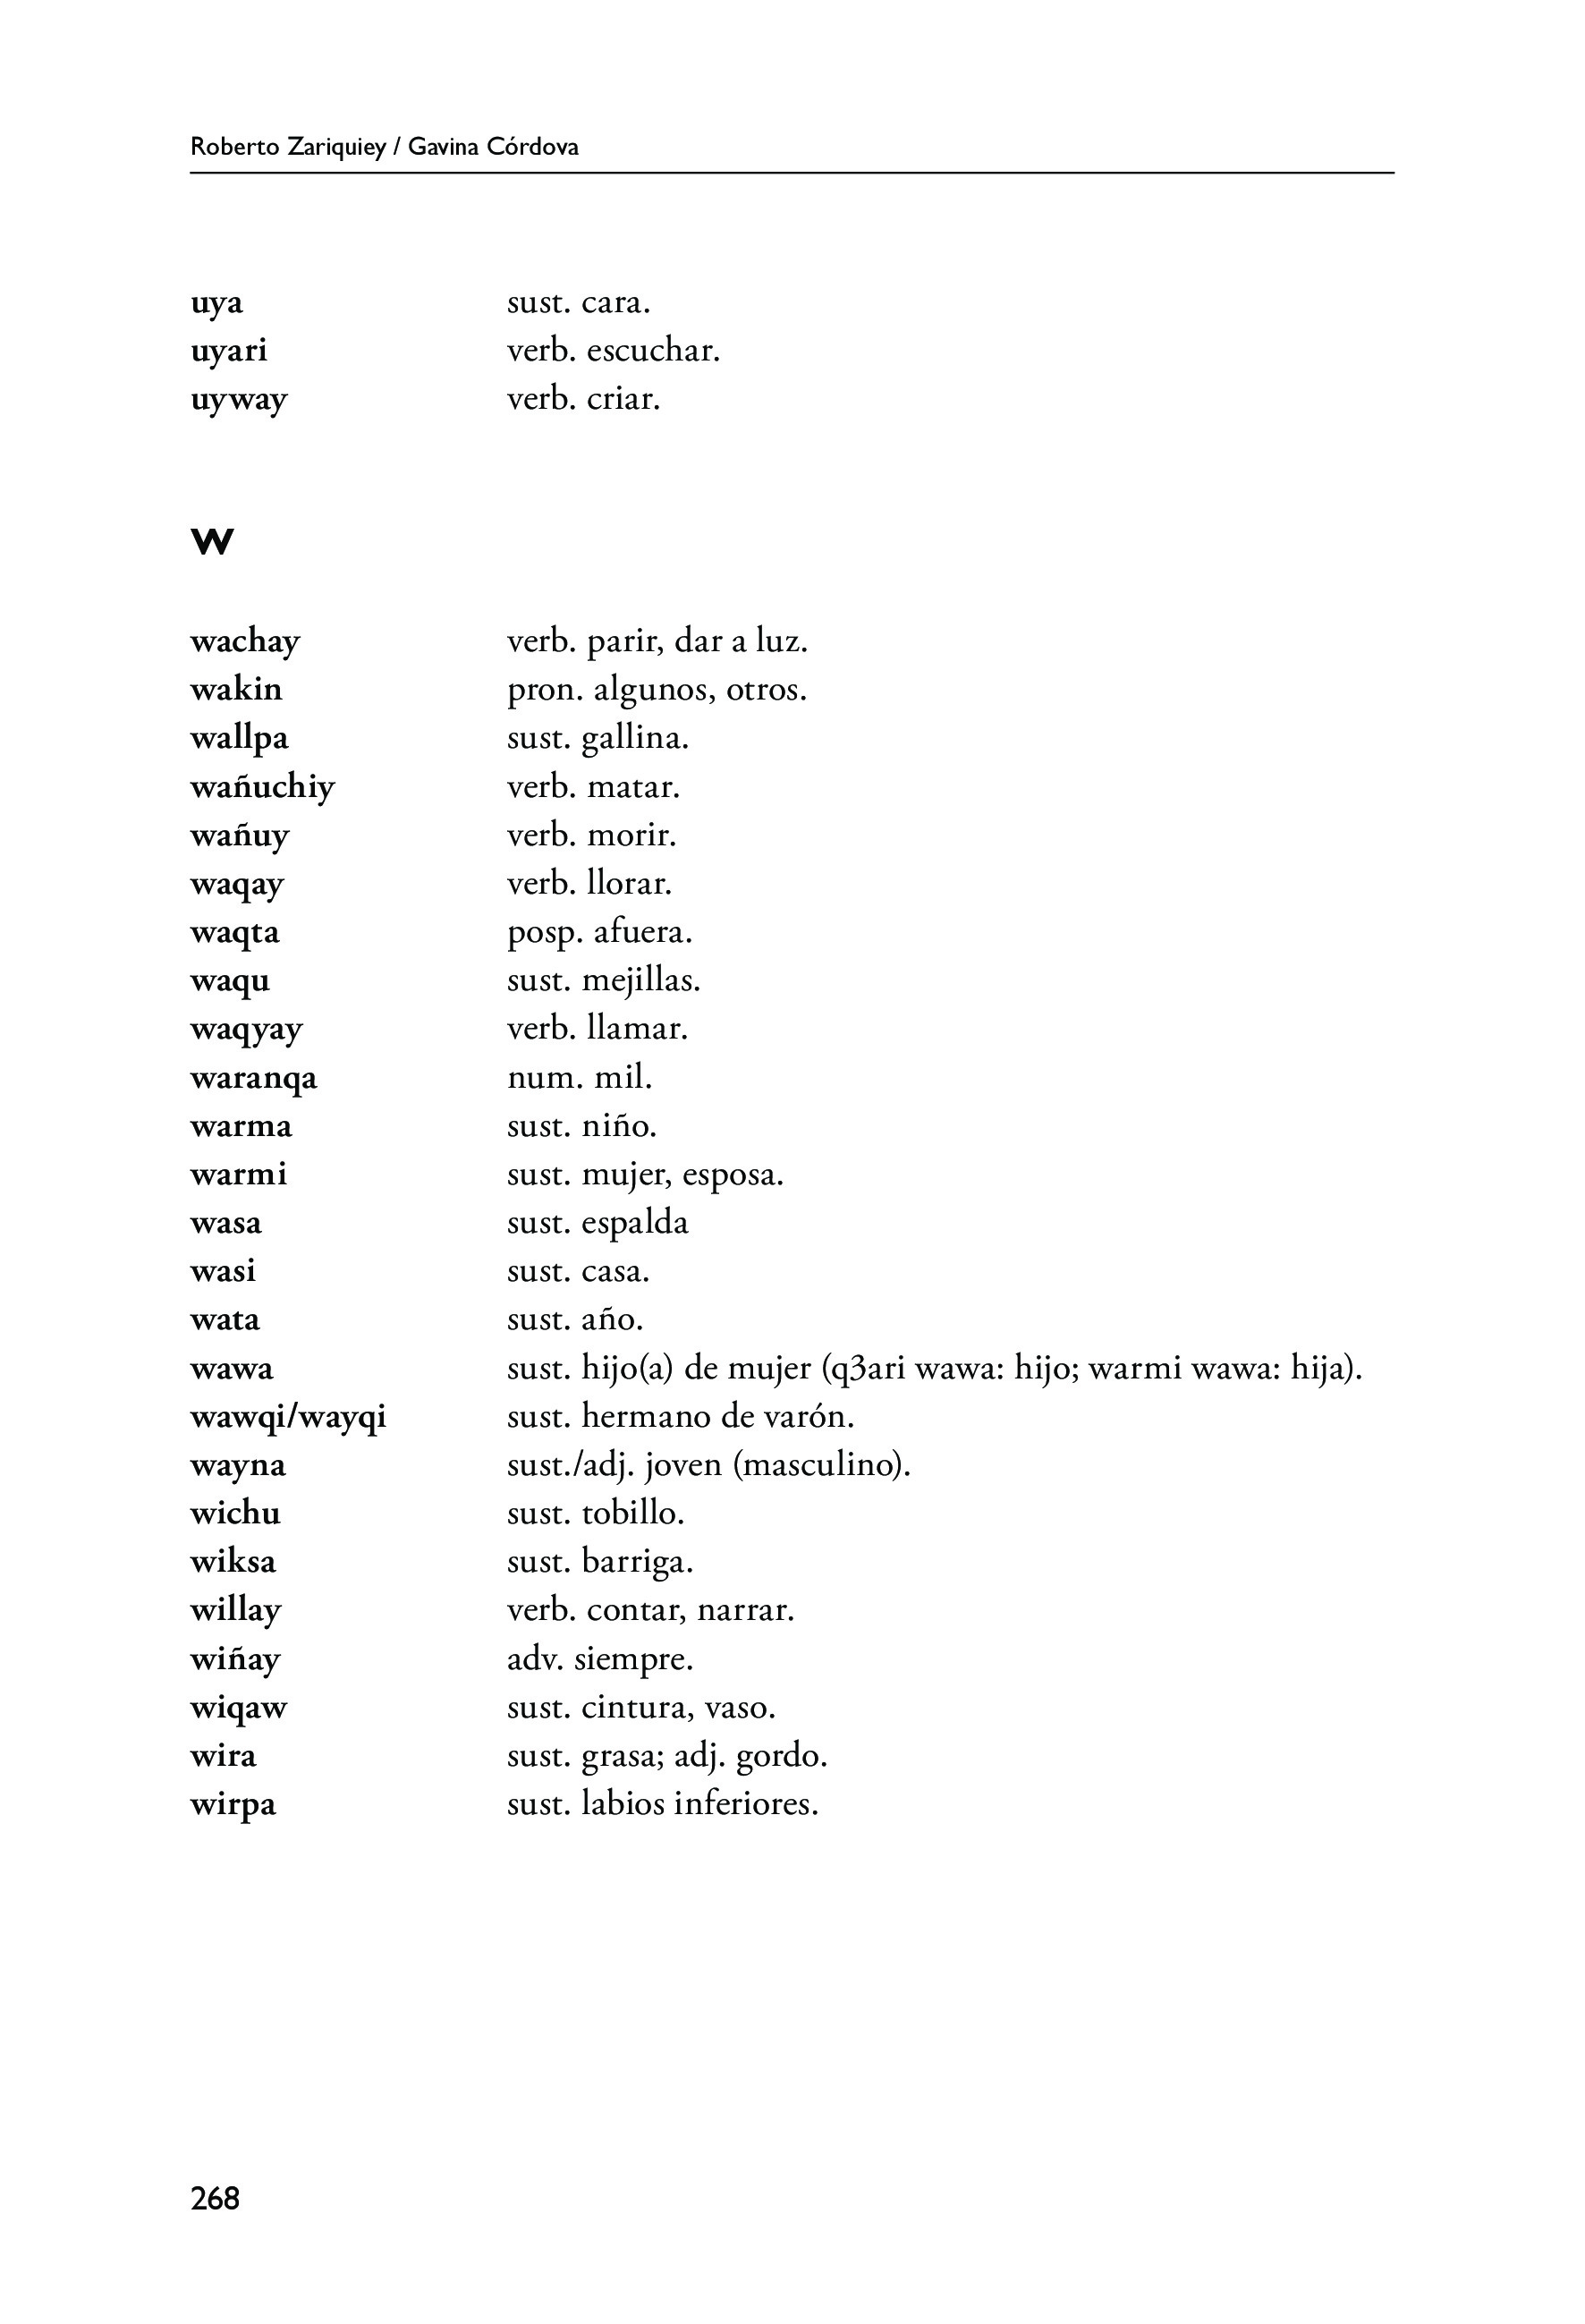 Roberto Zariquiey / Gavina Córdova
uya sust. cara.
uyari verb. escuchar.
uyway verb. criar.
w
wachay verb. parir, dar a luz.
wakin pron. algunos, otros.
wallpa sust. gallina.
wañuchiy verb. matar.
wañuy verb. morir.
waqay verb. llorar.
waqta posp. afuera.
waqu sust. mejillas.
waqyay verb. llamar.
waranqa num. mil.
warma sust. niño.
warmi sust. mujer, esposa.
wasa sust. espalda
wasi sust. casa.
wata sust. año.
wawa sust. hijo(a) de mujer (q3ari wawa: hijo; warmi wawa: hija).
wawqi/wayqi sust. hermano de varón.
wayna sust./adj. joven (masculino).
wichu sust. tobillo.
wiksa sust. barriga.
willay verb. contar, narrar.
wiñay adv. siempre.
wiqaw sust. cintura, vaso.
wira sust. grasa; adj. gordo.
wirpa sust. labios inferiores.
268